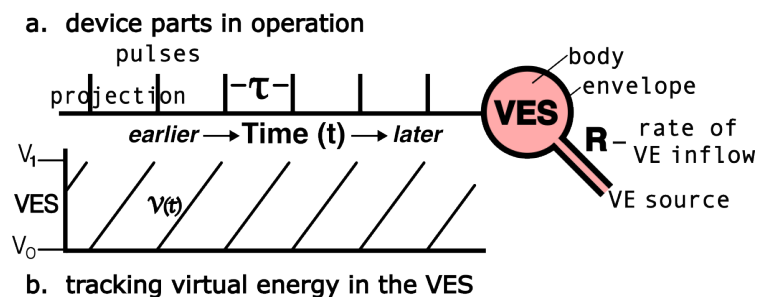 a. device parts in operation
pulses
projection
-τ-
body
envelope
VES
R – rate of
VE inflow
VE source
earlier → Time (t) → later
V₁
VES
v(t)
V₀
b. tracking virtual energy in the VES